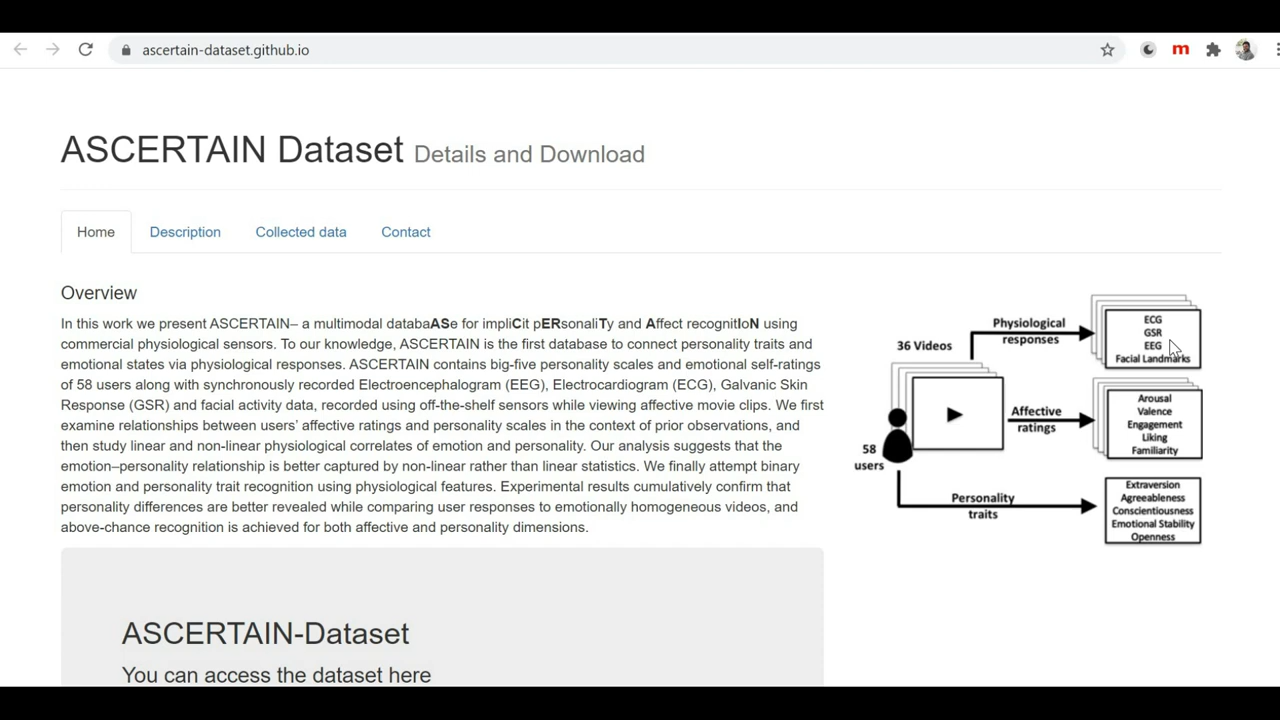 ascertain-dataset.github.io
m
ASCERTAIN Dataset Details and Download
Home Description Collected data Contact
Overview
In this work we present ASCERTAIN– a multimodal databaASe for impliCit pERsonaliTy and Affect recognitIoN using
commercial physiological sensors. To our knowledge, ASCERTAIN is the first database to connect personality traits and
emotional states via physiological responses. ASCERTAIN contains big-five personality scales and emotional self-ratings
of 58 users along with synchronously recorded Electroencephalogram (EEG), Electrocardiogram (ECG), Galvanic Skin
Response (GSR) and facial activity data, recorded using off-the-shelf sensors while viewing affective movie clips. We first
examine relationships between users' affective ratings and personality scales in the context of prior observations, and
then study linear and non-linear physiological correlates of emotion and personality. Our analysis suggests that the
emotion–personality relationship is better captured by non-linear rather than linear statistics. We finally attempt binary
emotion and personality trait recognition using physiological features. Experimental results cumulatively confirm that
personality differences are better revealed while comparing user responses to emotionally homogeneous videos, and
above-chance recognition is achieved for both affective and personality dimensions.
36 Videos
58
users
Physiological
responses
ECG
GSR
EEG
Facial Landmarks
Affective
ratings
Arousal
Valence
Engagement
Liking
Familiarity
Personality
traits
Extraversion
Agreeableness
Conscientiousness
Emotional Stability
Openness
ASCERTAIN-Dataset
You can access the dataset here